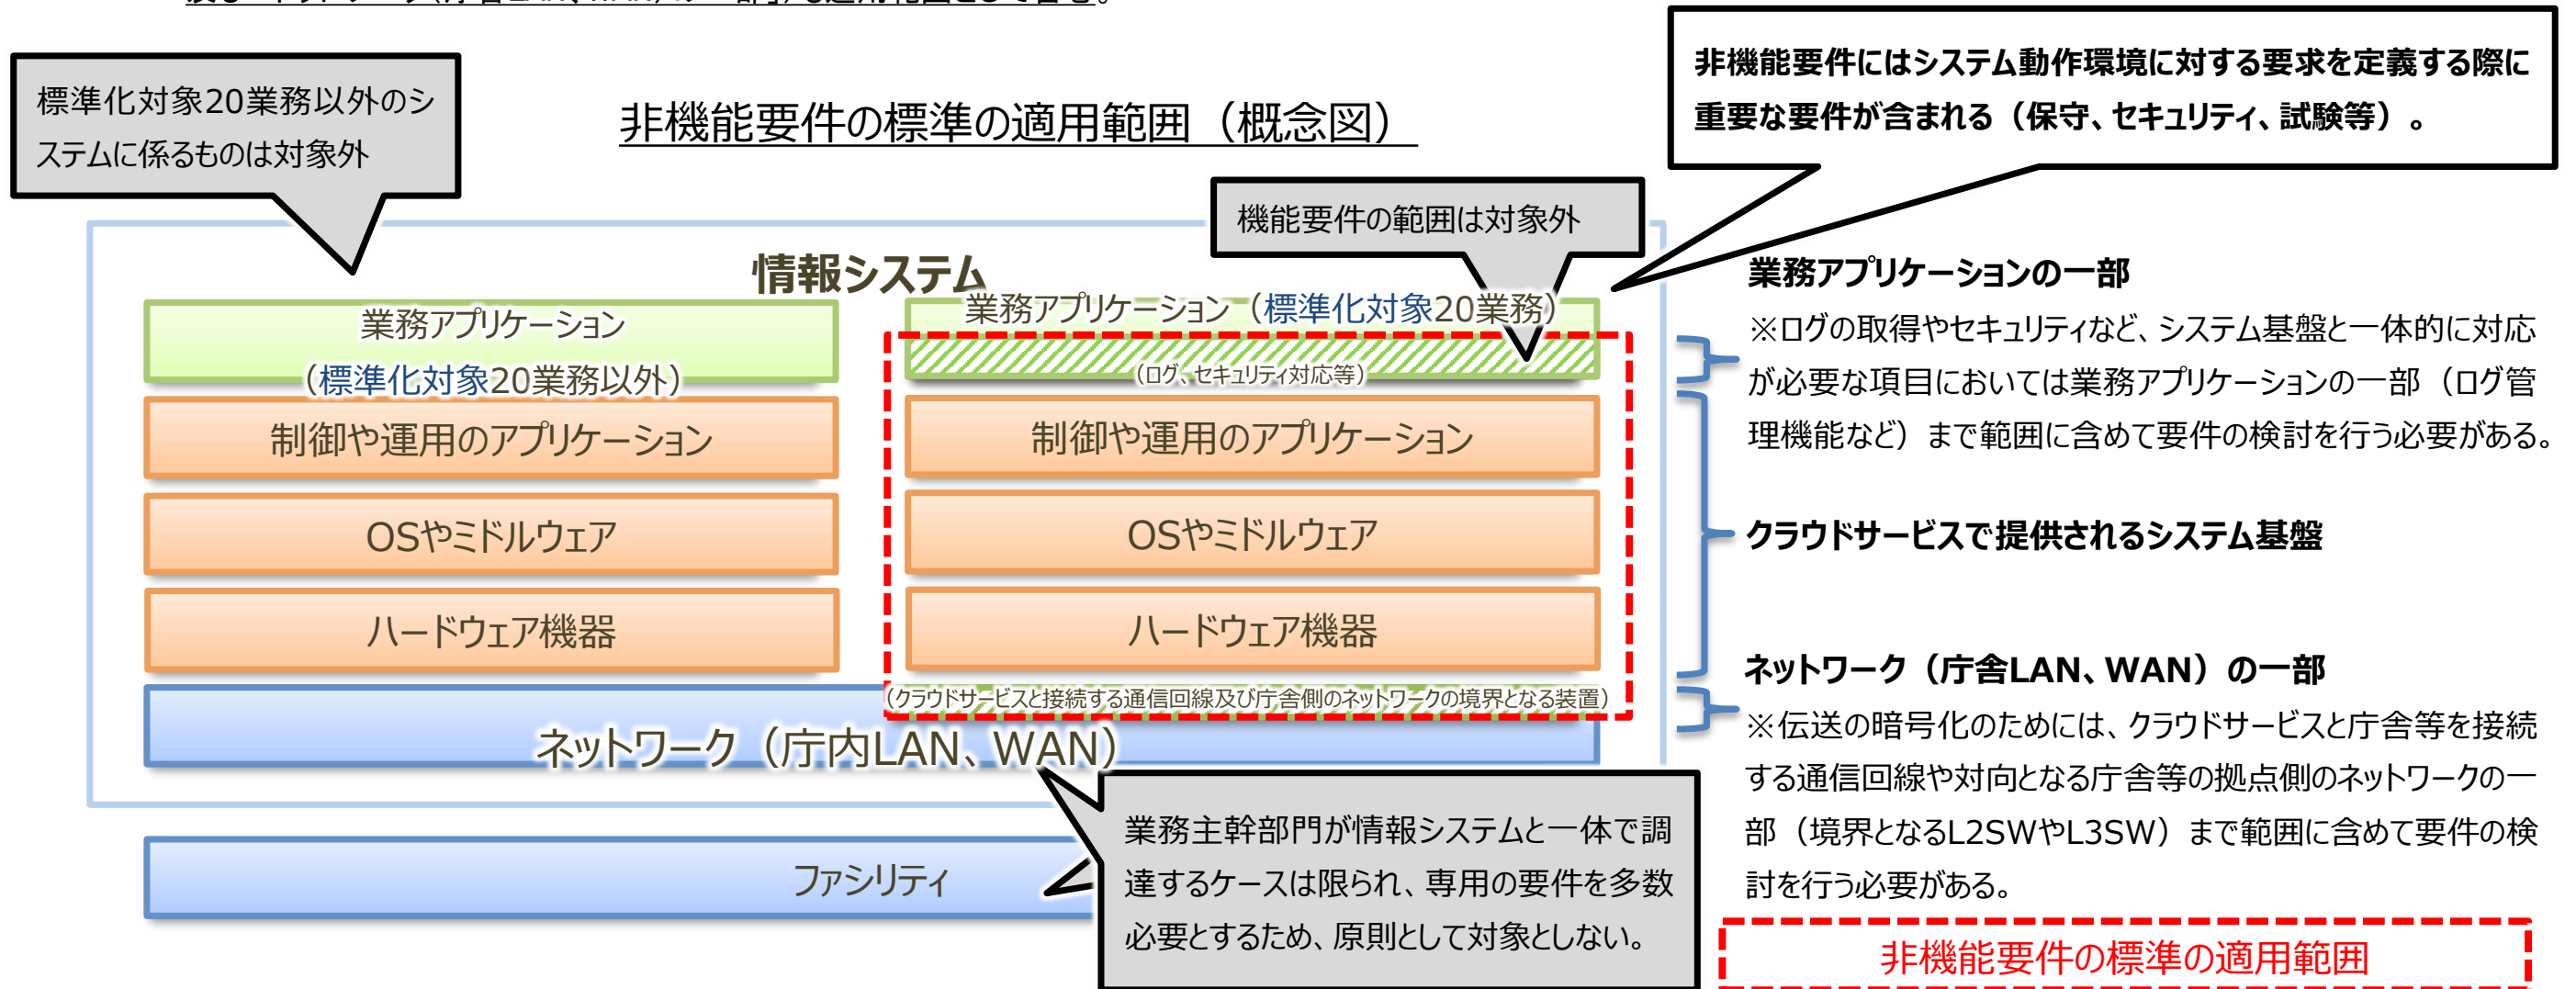 標準化対象20業務以外のシ
ステムに係るものは対象外
非機能要件の標準の適用範囲（概念図）
非機能要件にはシステム動作環境に対する要求を定義する際に
重要な要件が含まれる（保守、セキュリティ、試験等）。
機能要件の範囲は対象外
情報システム
業務アプリケーション
（標準化対象20業務以外）
制御や運用のアプリケーション
OSやミドルウェア
ハードウェア機器
業務アプリケーション（標準化対象20業務）
（ログ、セキュリティ対応等）
制御や運用のアプリケーション
OSやミドルウェア
ハードウェア機器
（クラウドサービスと接続する通信回線及び庁舎側のネットワークの境界となる装置）
ネットワーク（庁内LAN、WAN）
ファシリティ
業務主幹部門が情報システムと一体で調
達するケースは限られ、専用の要件を多数
必要とするため、原則として対象としない。
業務アプリケーションの一部
※ログの取得やセキュリティなど、システム基盤と一体的に対応
が必要な項目においては業務アプリケーションの一部（ログ管
理機能など）まで範囲に含めて要件の検討を行う必要がある。
クラウドサービスで提供されるシステム基盤
ネットワーク（庁舎LAN、WAN）の一部
※伝送の暗号化のためには、クラウドサービスと庁舎等を接続
する通信回線や対向となる庁舎等の拠点側のネットワークの一
部（境界となるL2SWやL3SW）まで範囲に含めて要件の検
討を行う必要がある。
非機能要件の標準の適用範囲